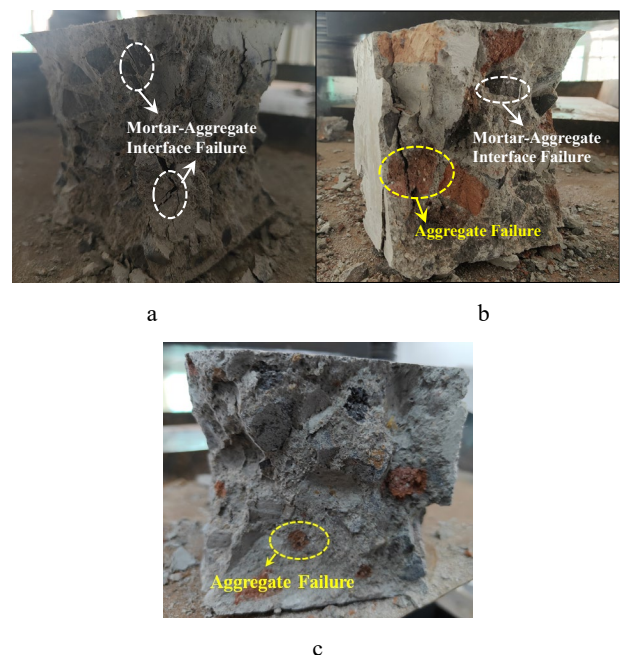 Mortar-Aggregate
Interface Failure
Mortar-Aggregate
Interface Failure
Aggregate Failure
a
b
Aggregate Failure
c